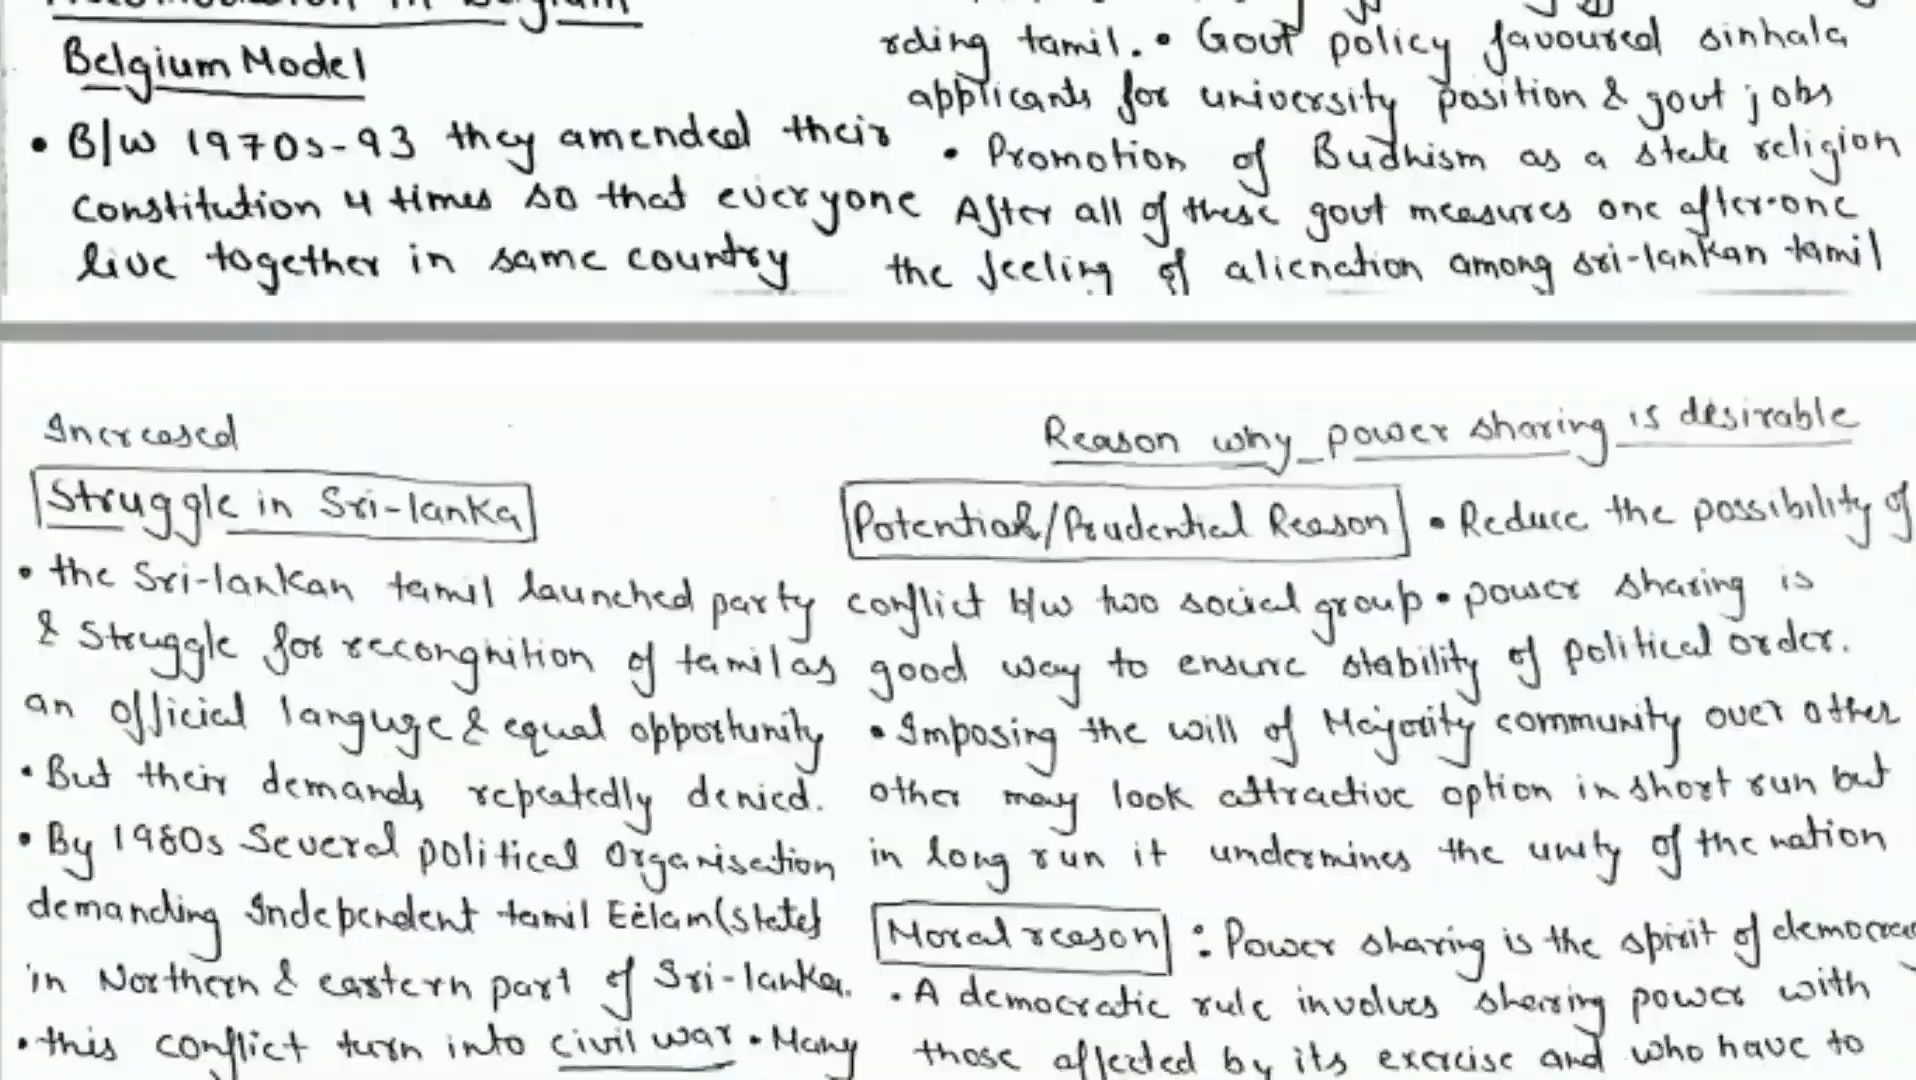 Belgium Model
• B/w 1970s-93 they amended their
constitution 4 times so that everyone
live together in same country
rding tamil. • Govt policy favoured sinhala
applicants for university position & govt jobs
• Promotion of Budhism as a state religion
After all of these govt measures one after-one
the feeling of alienation among sri-lankan tamil
Increased
Struggle in Sri-lanka
• the Sri-lankan tamil launched party
& Struggle for recongnition of tamil as
an official languge & equal opportunity
• But their demands repeatedly denied.
• By 1980s Several political Organisation
demanding Independent tamil Eelam (state)
in Northern & eastern part of Sri-lanka.
• this conflict turn into civil war • Many
Reason why power sharing is desirable
Potential/Prudential Reason • Reduce the possibility of
conflict b/w two social group • power sharing is
good way to ensure stability of political order.
• Imposing the will of Majority community over other
other may look attractive option in short run but
in long run it undermines the unity of the nation
Moral reason : Power sharing is the spirit of democracy
• A democratic rule involves sharing power with
those affected by its exercise and who have to